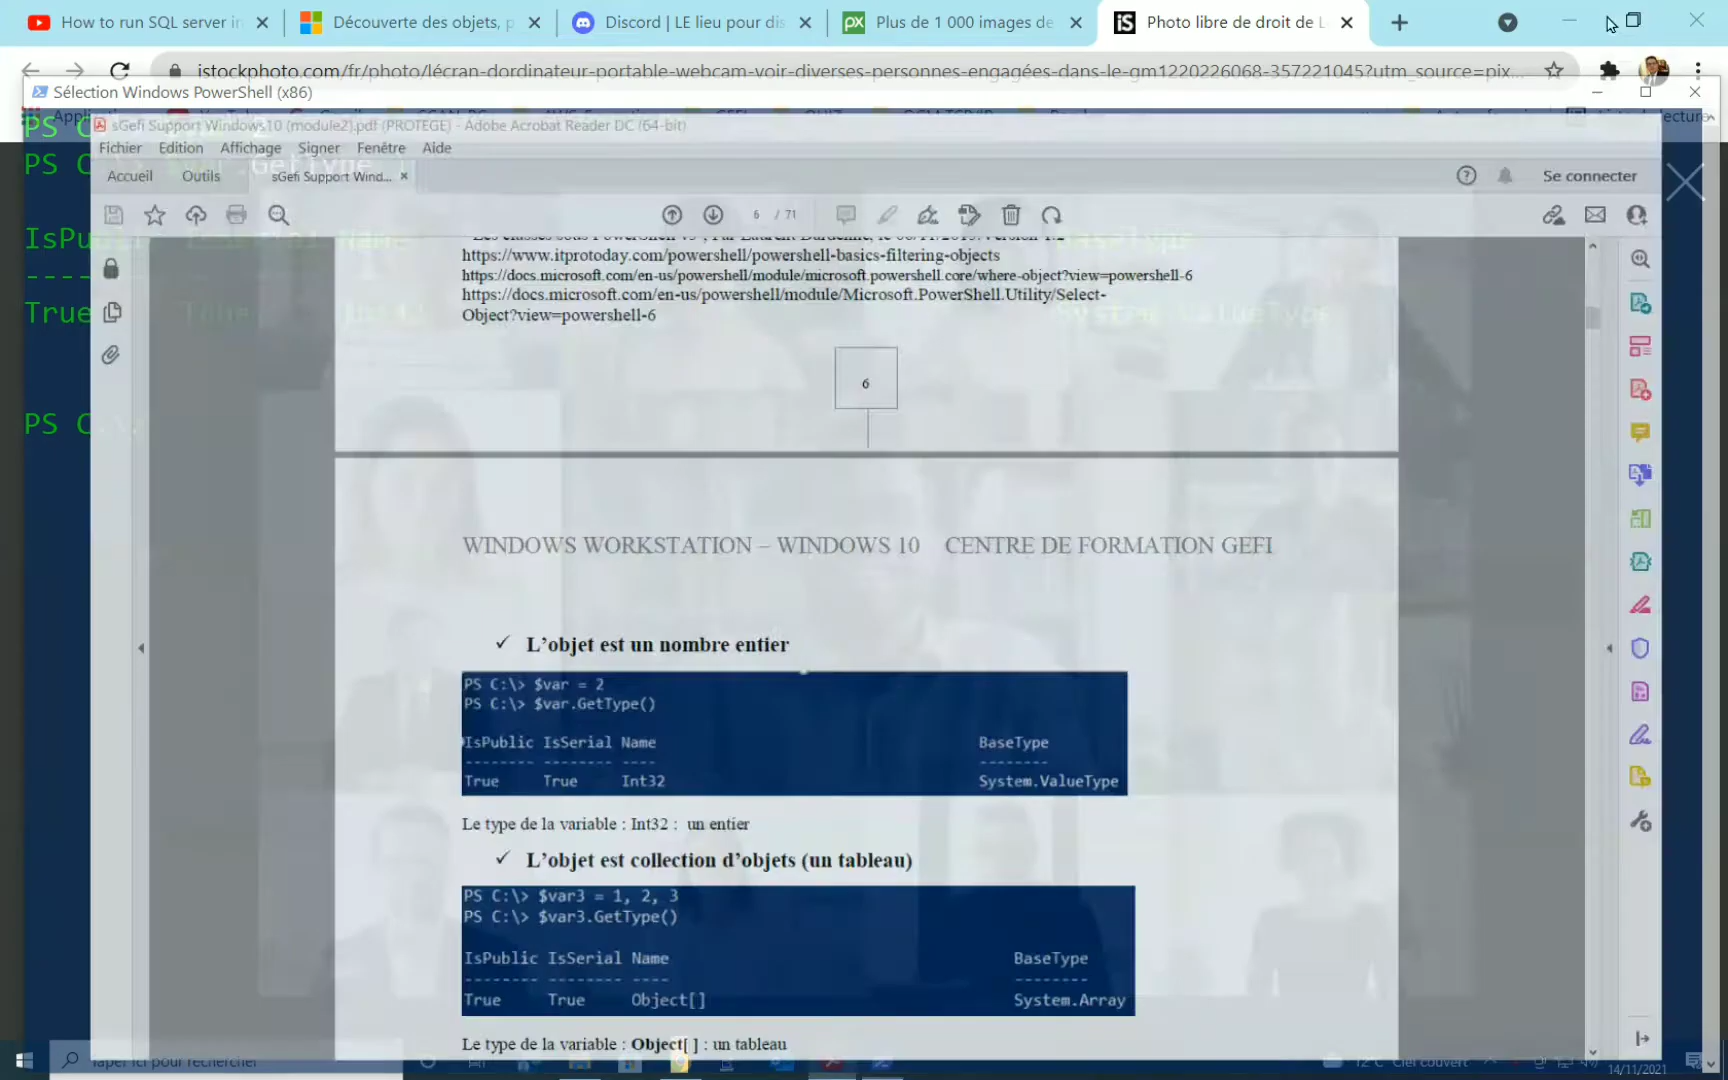 How to run SQL server in
Découverte des objets, p
Discord | LE lieu pour dis
Plus de 1 000 images de
Photo libre de droit de L
istockphoto.com/fr/photo/lécran-dordinateur-portable-webcam-voir-diverses-personnes-engagées-dans-le-gm1220226068-357221045?utm_source=pix...
Sélection Windows PowerShell (x86)
sGefi Support Windows10 (module2).pdf (PROTEGE) - Adobe Acrobat Reader DC (64-bit)
Fichier Edition Affichage Signer Fenêtre Aide
Accueil Outils sGefi Support Wind... Se connecter
6 / 71
https://www.itprotoday.com/powershell/powershell-basics-filtering-objects
https://docs.microsoft.com/en-us/powershell/module/microsoft.powershell.core/where-object?view=powershell-6
https://docs.microsoft.com/en-us/powershell/module/Microsoft.PowerShell.Utility/Select-
Object?view=powershell-6
6
WINDOWS WORKSTATION – WINDOWS 10 CENTRE DE FORMATION GEFI
✓ L’objet est un nombre entier
PS C:\> $var = 2
PS C:\> $var.GetType()
IsPublic IsSerial Name BaseType
-------- -------- ---- --------
True True Int32 System.ValueType
Le type de la variable : Int32 : un entier
✓ L’objet est collection d’objets (un tableau)
PS C:\> $var3 = 1, 2, 3
PS C:\> $var3.GetType()
IsPublic IsSerial Name BaseType
-------- -------- ---- --------
True True Object[] System.Array
Le type de la variable : Object[ ] : un tableau
12°C Ciel couvert
14/11/2021